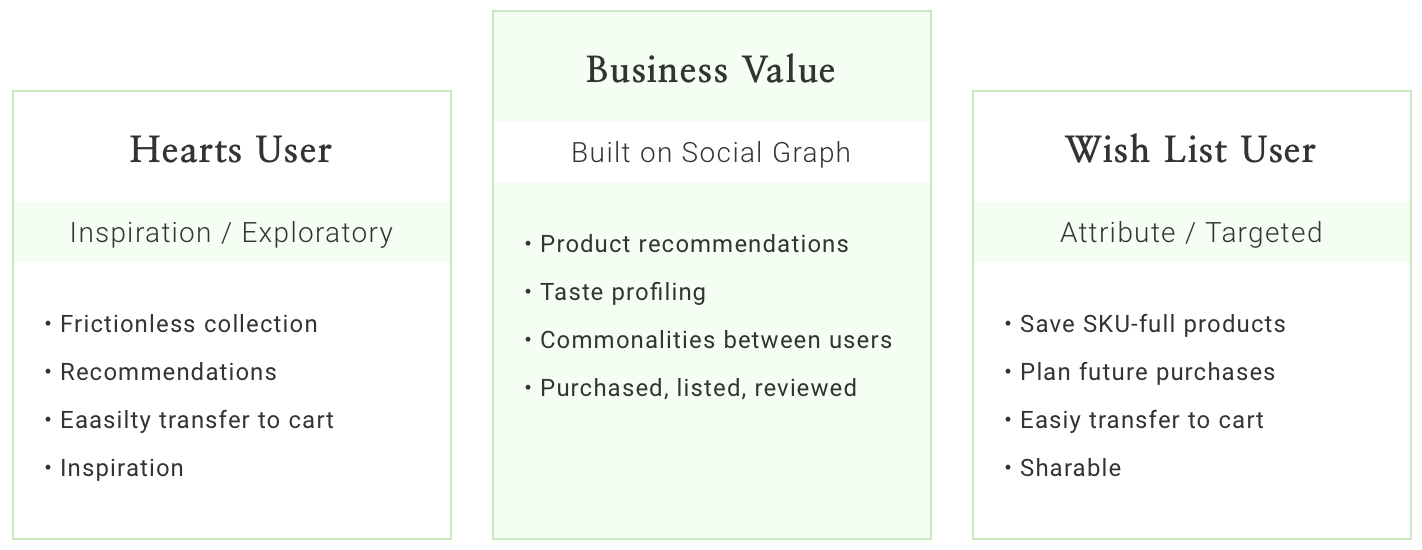 Hearts User
Inspiration / Exploratory
• Frictionless collection
• Recommendations
• Eaasilty transfer to cart
• Inspiration
Business Value
Built on Social Graph
• Product recommendations
• Taste profiling
• Commonalities between users
• Purchased, listed, reviewed
Wish List User
Attribute / Targeted
• Save SKU-full products
• Plan future purchases
• Easiy transfer to cart
• Sharable